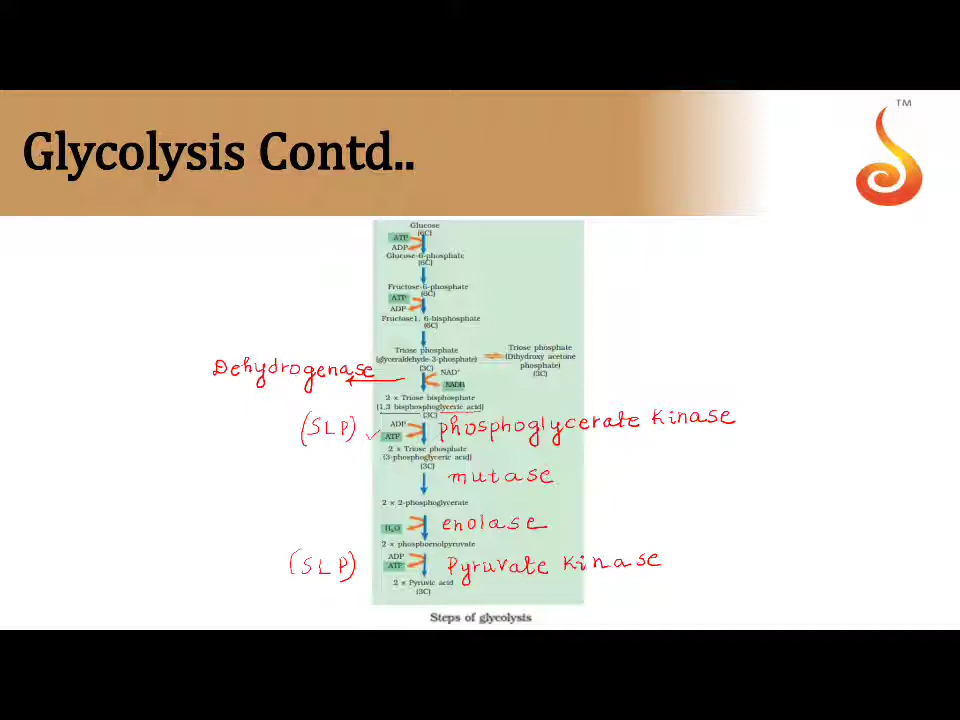 TM
Glycolysis Contd..
Glucose
(6C)
ATP
ADP
Glucose-6-phosphate
(6C)
Fructose-6-phosphate
(6C)
ATP
ADP
Fructose1, 6-bisphosphate
(6C)
Triose phosphate
(glyceraldehyde-3-phosphate)
(3C)
Triose phosphate
(Dihydroxy acetone
phosphate)
(3C)
Dehydrogenase
NAD⁺
NADH
2 × Triose bisphosphate
(1,3 bisphosphoglyceric acid)
(3C)
(SLP)
ADP
ATP
phosphoglycerate kinase
2 × Triose phosphate
(3-phosphoglyceric acid)
(3C)
mutase
2 × 2-phosphoglycerate
H₂O
enolase
2 × phosphoenolpyruvate
(SLP)
ADP
ATP
Pyruvate kinase
2 × Pyruvic acid
(3C)
Steps of glycolysis